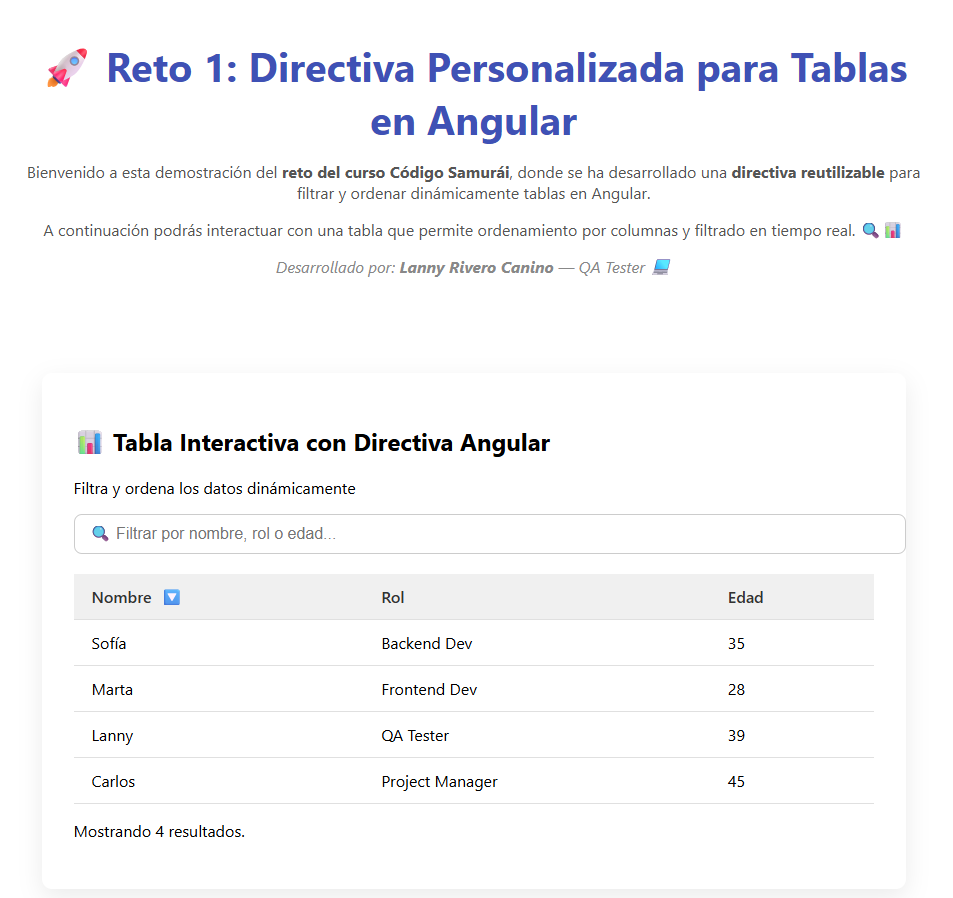 🚀 Reto 1: Directiva Personalizada para Tablas
en Angular
Bienvenido a esta demostración del reto del curso Código Samurái, donde se ha desarrollado una directiva reutilizable para
filtrar y ordenar dinámicamente tablas en Angular.
A continuación podrás interactuar con una tabla que permite ordenamiento por columnas y filtrado en tiempo real. 🔍 📊
Desarrollado por: Lanny Rivero Canino — QA Tester 💻
📊 Tabla Interactiva con Directiva Angular
Filtra y ordena los datos dinámicamente
🔍 Filtrar por nombre, rol o edad...
Nombre 🔽 Rol Edad
Sofía Backend Dev 35
Marta Frontend Dev 28
Lanny QA Tester 39
Carlos Project Manager 45
Mostrando 4 resultados.